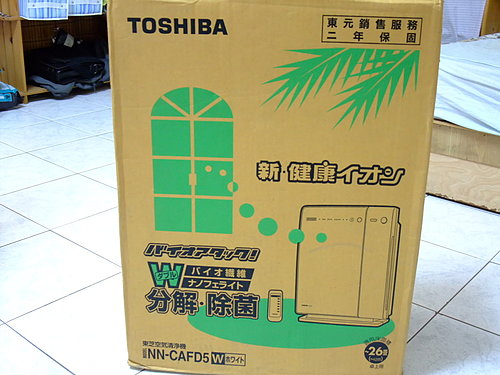 TOSHIBA
東元銷售服務
二年保固
新・健康イオン
バイオアタック!
W
ダブル
バイオ繊維
ナノフェライト
分解・除菌
東芝空気清浄機
NN-CAFD5 W ホワイト
~26畳
卓上用